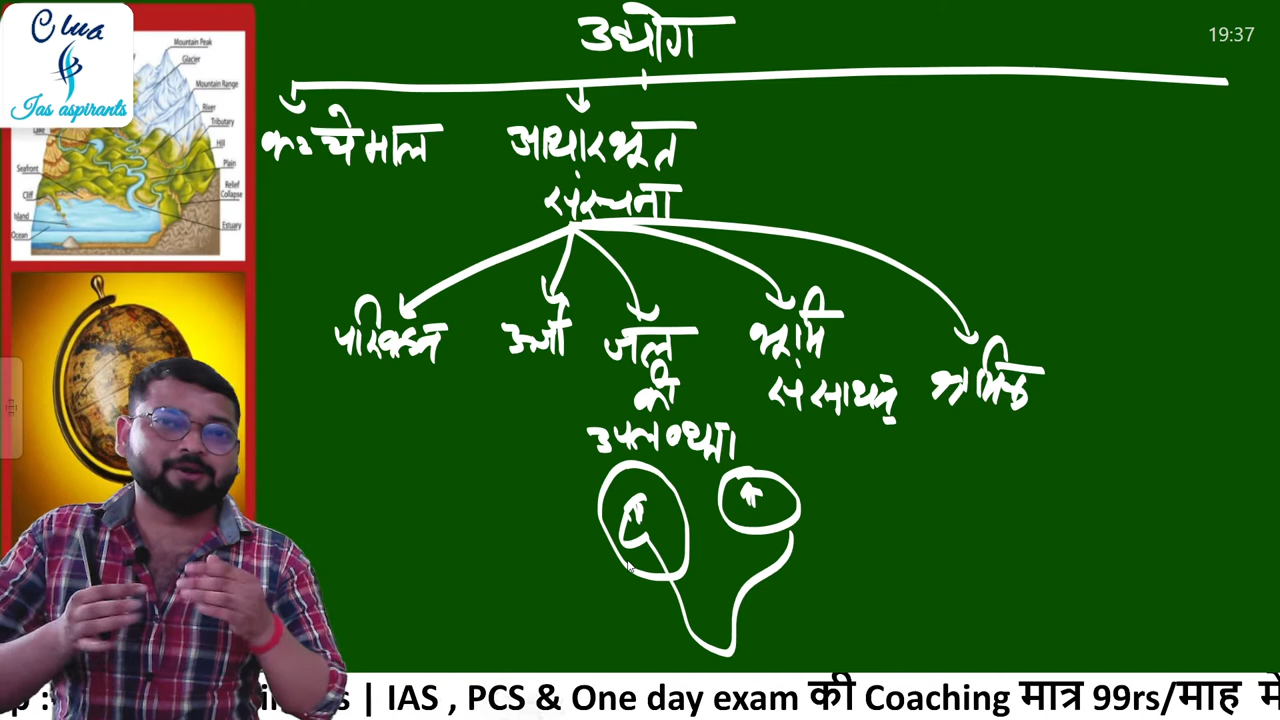 Clua
Ias aspirants
19:37
उद्योग
कच्चे माल
आधारभूत
संरचना
परिवहन
उर्जा
जल
की
उपलब्धता
भूमि
संसाधन
श्रमिक
Mountain Peak
Glacier
Mountain Range
River
Tributary
Hill
Plain
Relief
Collapse
Estuary
Lake
Seafront
Cliff
Island
Ocean
| IAS , PCS & One day exam की Coaching मात्र 99rs/माह में